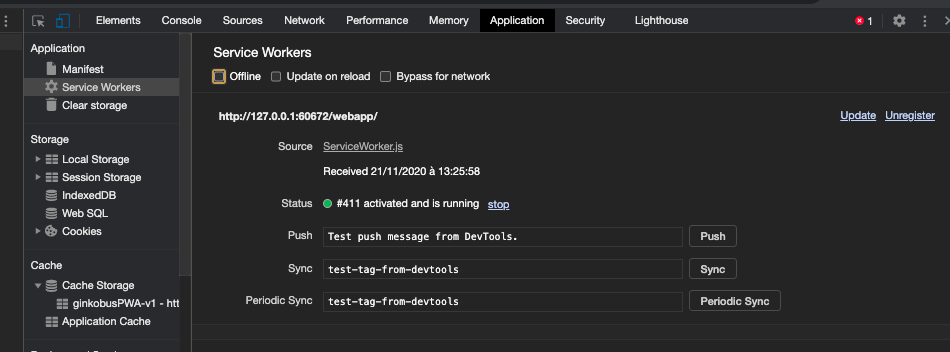 Elements Console Sources Network Performance Memory Application Security Lighthouse 1
Application
Manifest
Service Workers
Clear storage
Storage
Local Storage
Session Storage
IndexedDB
Web SQL
Cookies
Cache
Cache Storage
ginkobusPWA-v1 - htt
Application Cache
Service Workers
Offline Update on reload Bypass for network
http://127.0.0.1:60672/webapp/ Update Unregister
Source ServiceWorker.js
Received 21/11/2020 à 13:25:58
Status #411 activated and is running stop
Push Test push message from DevTools. Push
Sync test-tag-from-devtools Sync
Periodic Sync test-tag-from-devtools Periodic Sync